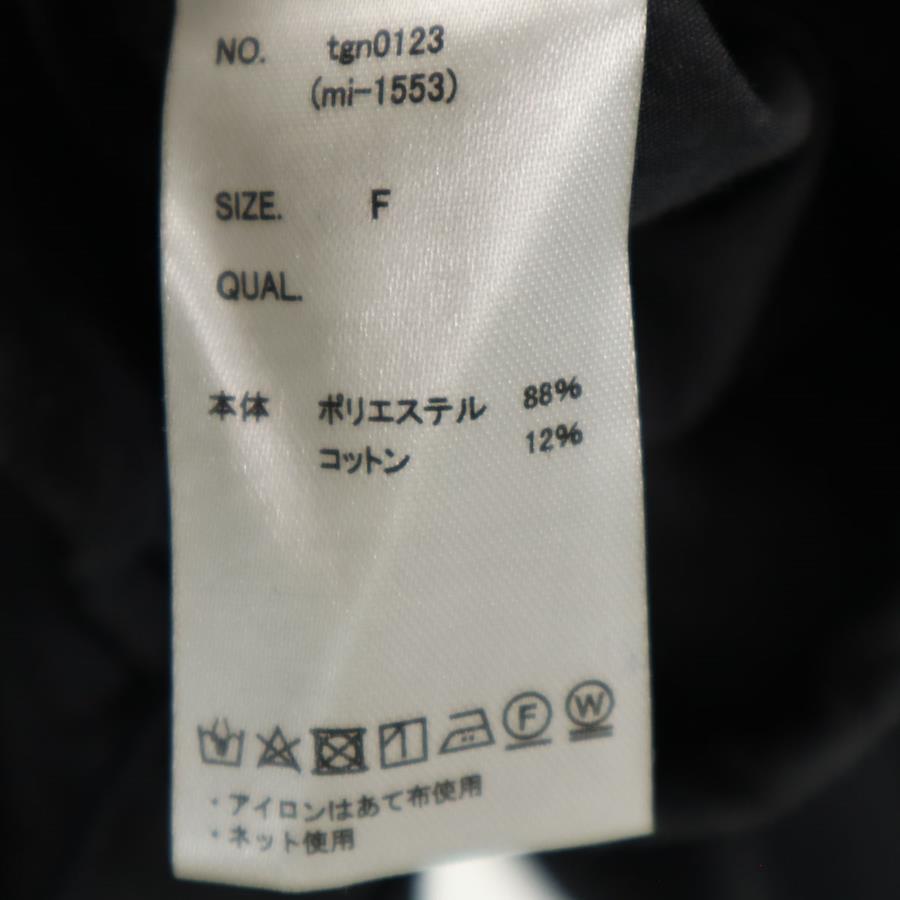 NO. tgn0123
(mi-1553)
SIZE. F
QUAL.
本体 ポリエステル 88%
コットン 12%
F W
・アイロンはあて布使用
・ネット使用